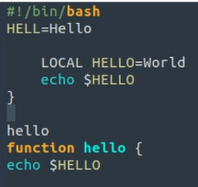 #!/bin/bash
HELL=Hello
LOCAL HELLO=World
echo $HELLO
}
hello
function hello {
echo $HELLO